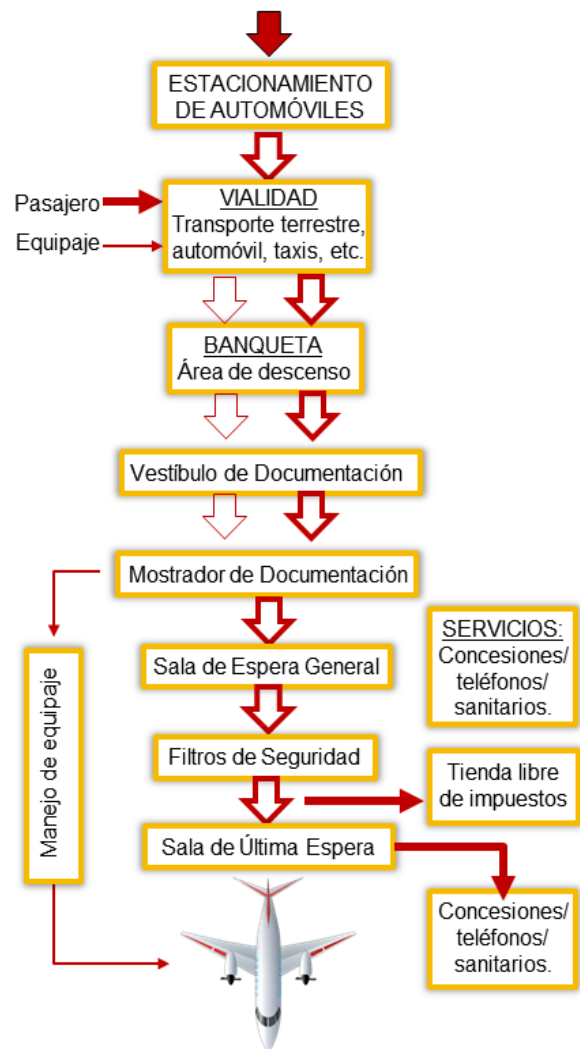 ESTACIONAMIENTO
DE AUTOMÓVILES
Pasajero
Equipaje
VIALIDAD
Transporte terrestre,
automóvil, taxis, etc.
BANQUETA
Área de descenso
Vestíbulo de Documentación
Mostrador de Documentación
Manejo de equipaje
Sala de Espera General
SERVICIOS:
Concesiones/
teléfonos/
sanitarios.
Filtros de Seguridad
Tienda libre
de impuestos
Sala de Última Espera
Concesiones/
teléfonos/
sanitarios.